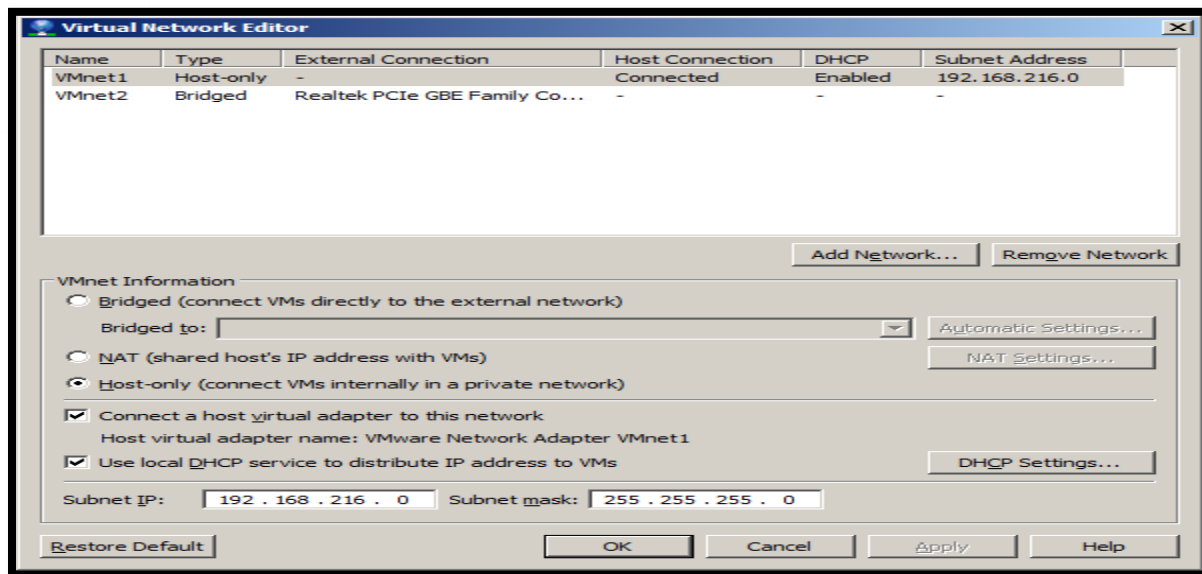 Virtual Network Editor
Name Type External Connection Host Connection DHCP Subnet Address
VMnet1 Host-only - Connected Enabled 192.168.216.0
VMnet2 Bridged Realtek PCIe GBE Family Co... - - -
Add Network... Remove Network
VMnet Information
Bridged (connect VMs directly to the external network)
Bridged to: Automatic Settings...
NAT (shared host's IP address with VMs) NAT Settings...
Host-only (connect VMs internally in a private network)
Connect a host virtual adapter to this network
Host virtual adapter name: VMware Network Adapter VMnet1
Use local DHCP service to distribute IP address to VMs DHCP Settings...
Subnet IP: 192 . 168 . 216 . 0 Subnet mask: 255 . 255 . 255 . 0
Restore Default OK Cancel Apply Help